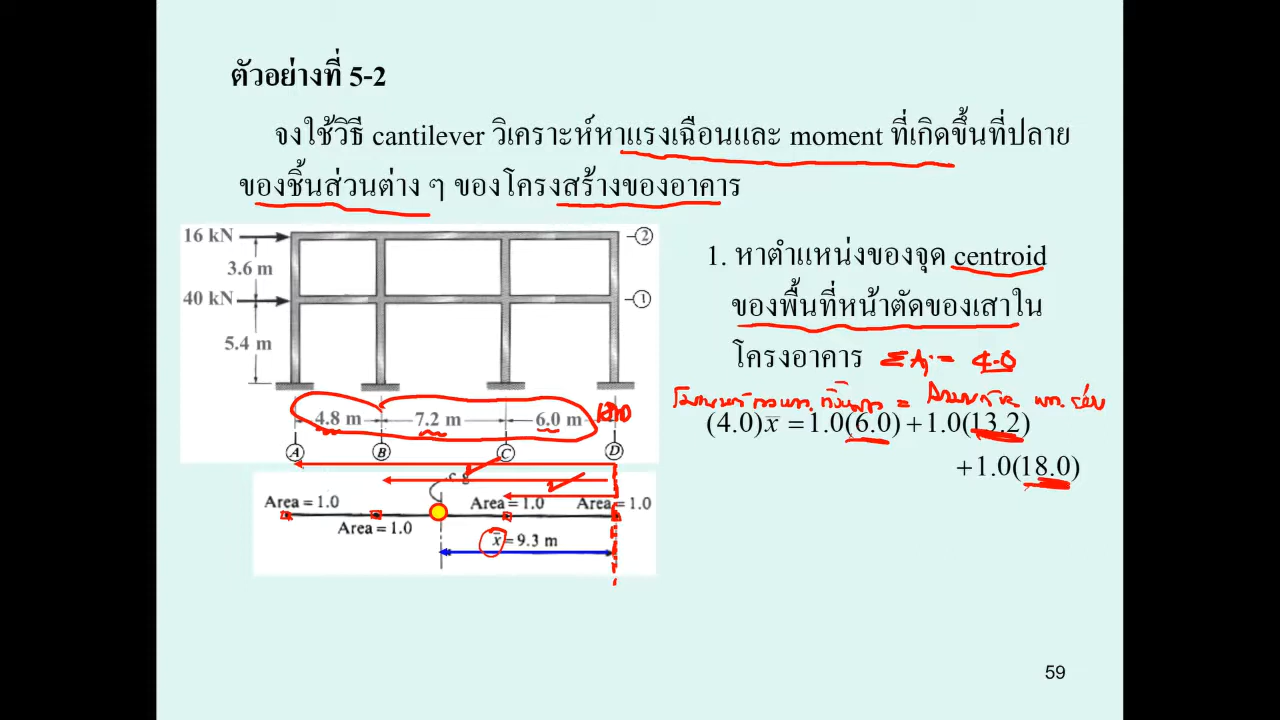 ตัวอย่างที่ 5-2
จงใช้วิธี cantilever วิเคราะห์หาแรงเฉือนและ moment ที่เกิดขึ้นที่ปลาย
ของชิ้นส่วนต่าง ๆ ของโครงสร้างของอาคาร
16 kN
2
3.6 m
40 kN
1
5.4 m
4.8 m 7.2 m 6.0 m
A B C D
c.g
Area = 1.0 Area = 1.0 Area = 1.0
Area = 1.0
x̄ = 9.3 m
1. หาตำแหน่งของจุด centroid
ของพื้นที่หน้าตัดของเสาใน
โครงอาคาร ΣAi = 4.0
(4.0)x̄ = 1.0(6.0) + 1.0(13.2)
+ 1.0(18.0)
59